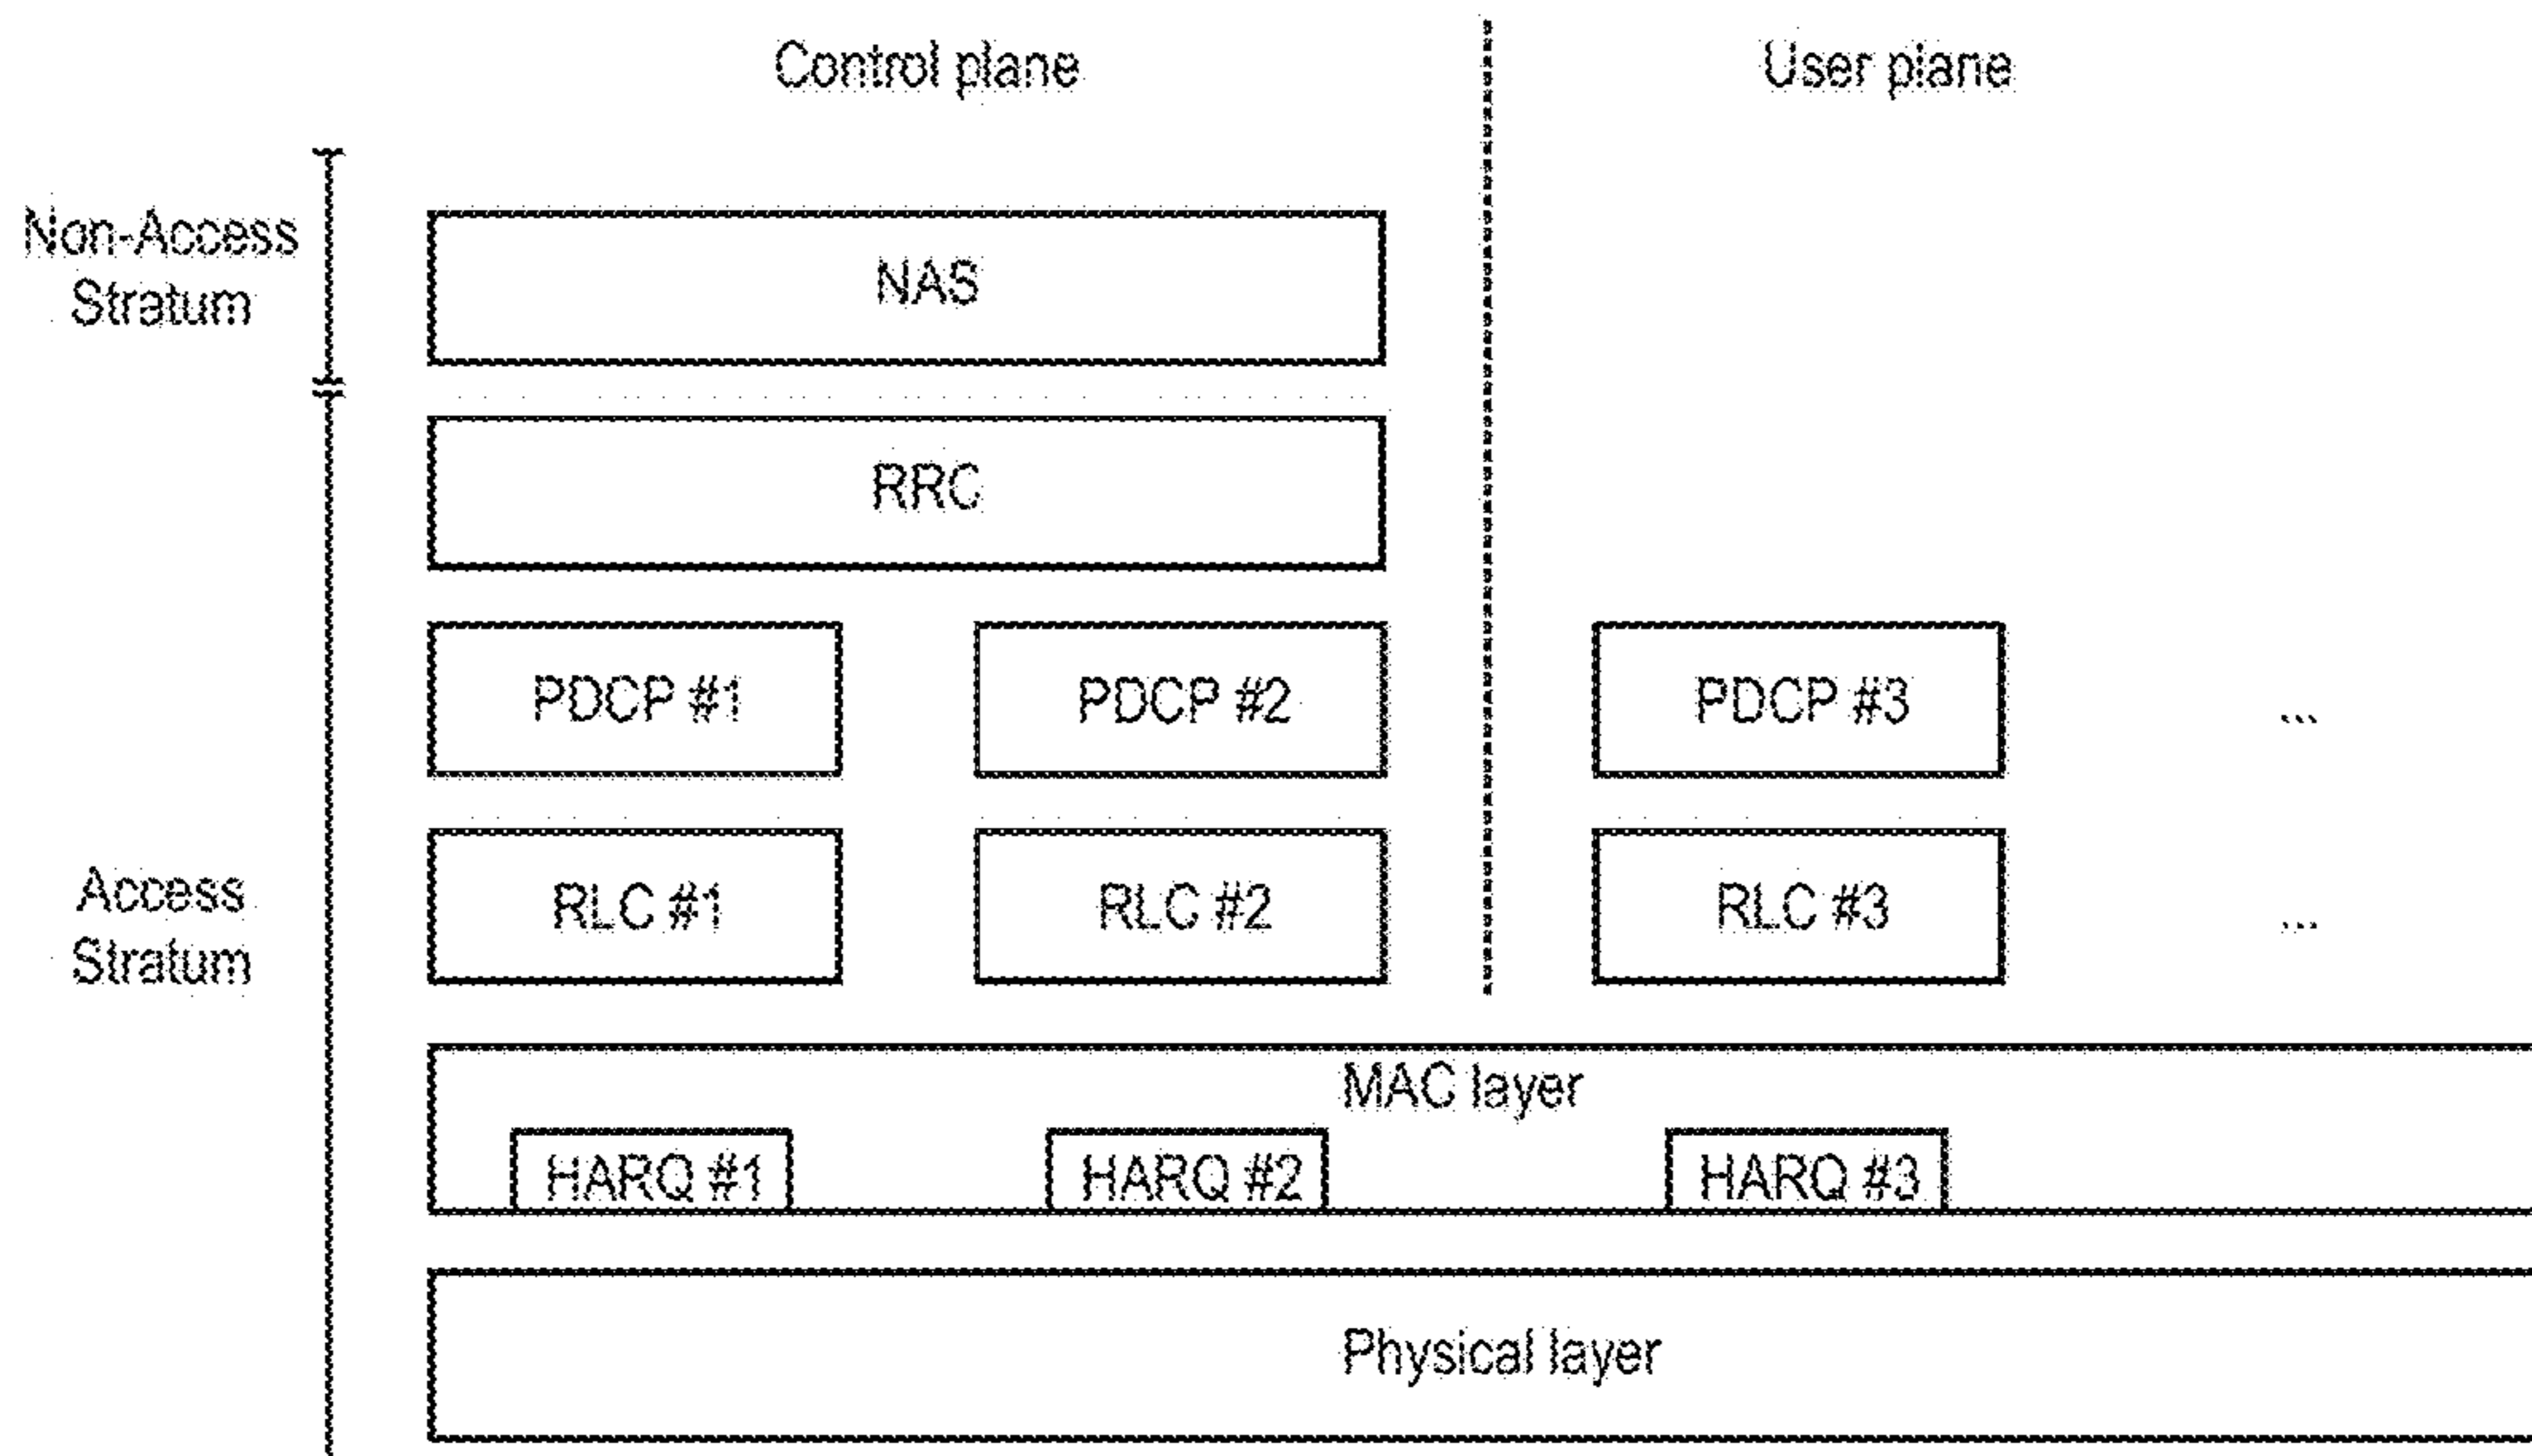 Control plane
User plane
Non-Access
Stratum
NAS
RRC
PDCP #1
PDCP #2
PDCP #3
...
Access
Stratum
RLC #1
RLC #2
RLC #3
...
MAC layer
HARQ #1
HARQ #2
HARQ #3
Physical layer